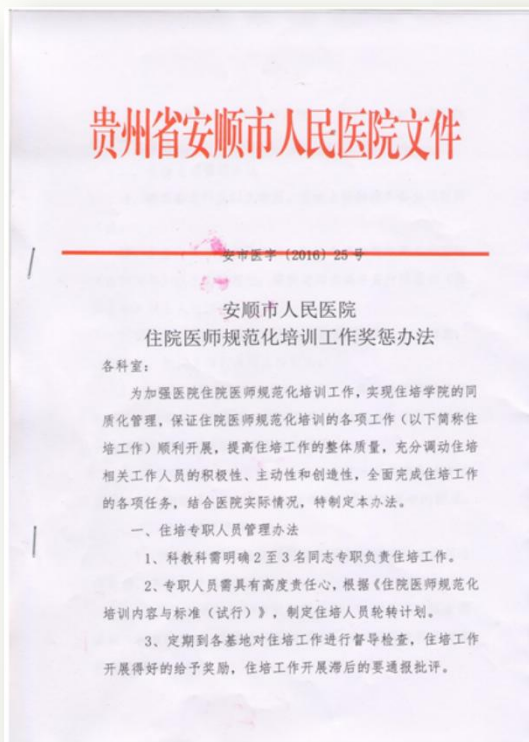 贵州省安顺市人民医院文件
安市医字〔2016〕25号
安顺市人民医院
住院医师规范化培训工作奖惩办法
各科室：
为加强医院住院医师规范化培训工作，实现住培学院的同
质化管理，保证住院医师规范化培训的各项工作（以下简称住
培工作）顺利开展，提高住培工作的整体质量，充分调动住培
相关工作人员的积极性、主动性和创造性，全面完成住培工作
的各项任务，结合医院实际情况，特制定本办法。
一、住培专职人员管理办法
1、科教科需明确2至3名同志专职负责住培工作。
2、专职人员需具有高度责任心，根据《住院医师规范化
培训内容与标准（试行）》，制定住培人员轮转计划。
3、定期到各基地对住培工作进行督导检查，住培工作
开展得好的给予奖励，住培工作开展滞后的要通报批评。